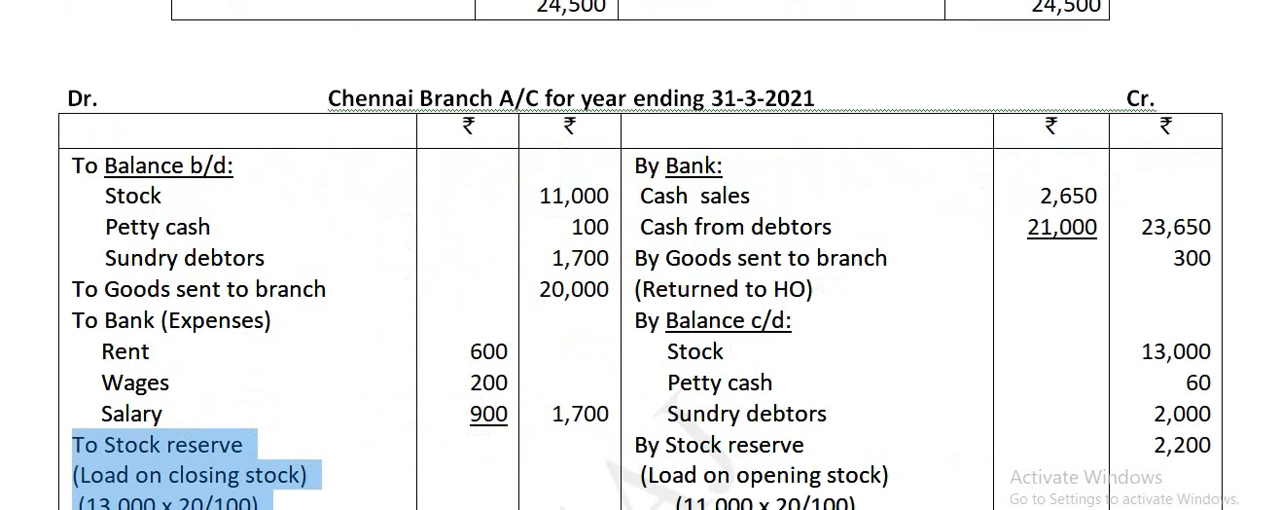 24,500 24,500
Dr. Chennai Branch A/C for year ending 31-3-2021 Cr.
₹ ₹ ₹ ₹
To Balance b/d: By Bank:
Stock 11,000 Cash sales 2,650
Petty cash 100 Cash from debtors 21,000 23,650
Sundry debtors 1,700 By Goods sent to branch 300
To Goods sent to branch 20,000 (Returned to HO)
To Bank (Expenses) By Balance c/d:
Rent 600 Stock 13,000
Wages 200 Petty cash 60
Salary 900 1,700 Sundry debtors 2,000
To Stock reserve By Stock reserve 2,200
(Load on closing stock) (Load on opening stock)
(13,000 x 20/100) (11,000 x 20/100)
Activate Windows
Go to Settings to activate Windows.